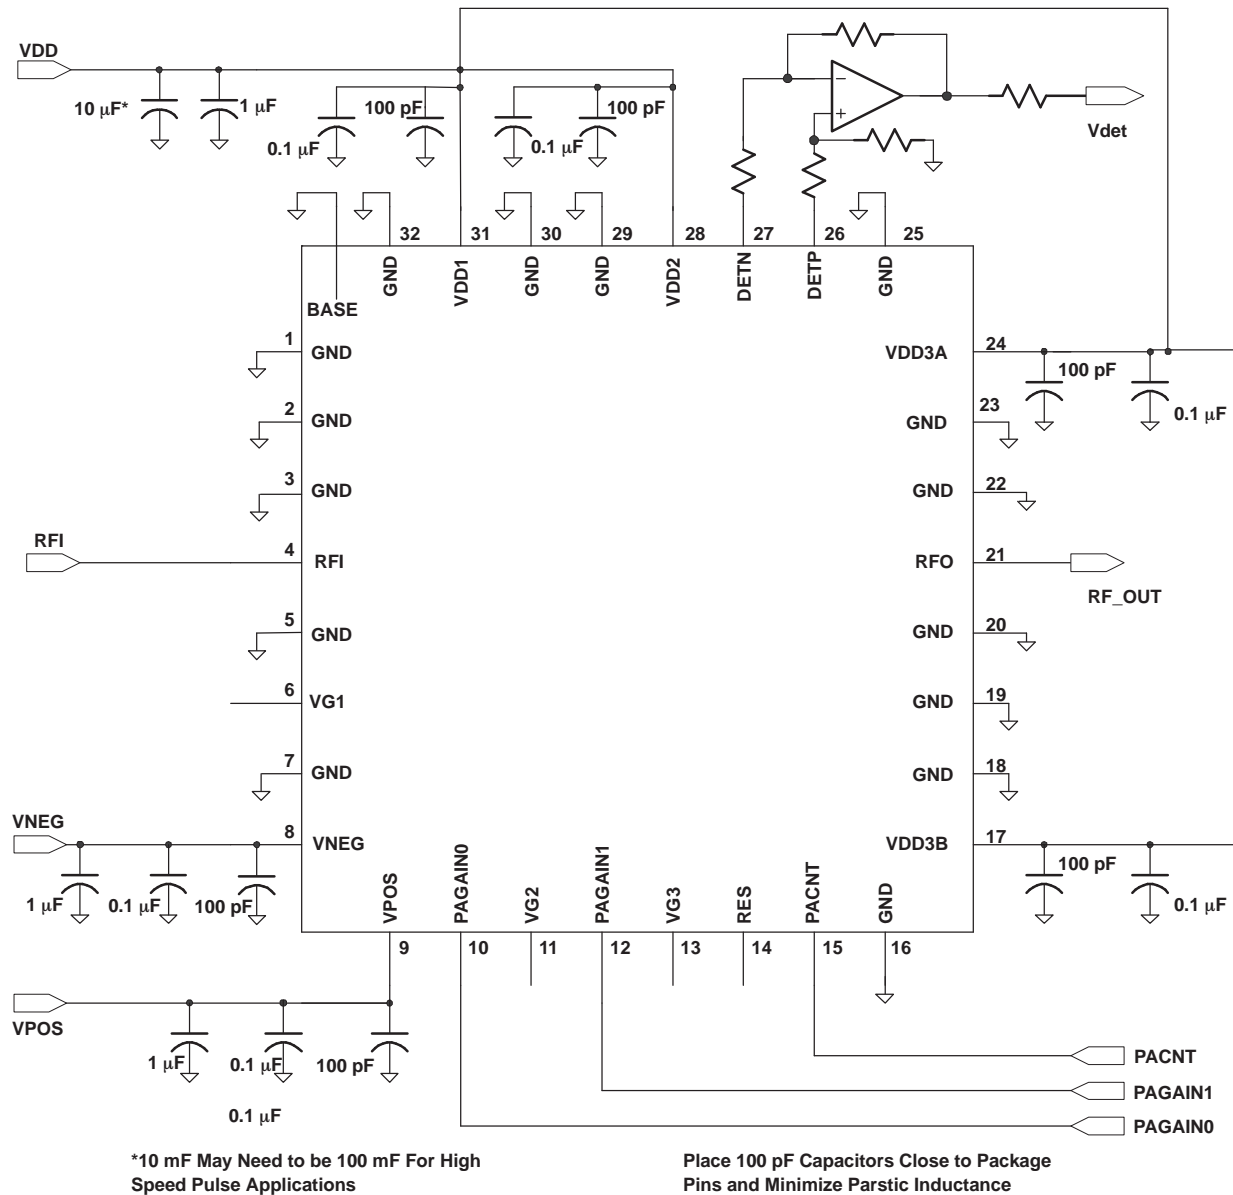 VDD
10 μF*
1 μF
0.1 μF
100 pF
0.1 μF
100 pF
Vdet
32
31
30
29
28
27
26
25
GND
VDD1
GND
GND
VDD2
DETN
DETP
GND
BASE
1
GND
2
GND
3
GND
RFI
4
RFI
5
GND
6
VG1
7
GND
VNEG
8
VNEG
1 μF
0.1 μF
100 pF
VDD3A
24
100 pF
0.1 μF
23
GND
GND
22
RFO
21
RF_OUT
GND
20
GND
19
GND
18
VDD3B
17
100 pF
0.1 μF
VPOS
PAGAIN0
VG2
PAGAIN1
VG3
RES
PACNT
GND
9
10
11
12
13
14
15
16
VPOS
1 μF
0.1 μF
100 pF
0.1 μF
PACNT
PAGAIN1
PAGAIN0
*10 mF May Need to be 100 mF For High
Speed Pulse Applications
Place 100 pF Capacitors Close to Package
Pins and Minimize Parstic Inductance